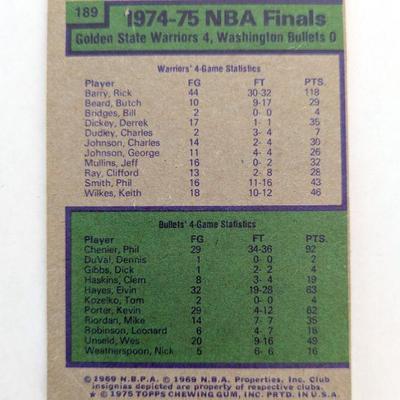 189 1974-75 NBA Finals
Golden State Warriors 4, Washington Bullets 0
Warriors' 4-Game Statistics
Player FG FT PTS.
Barry, Rick 44 30-32 118
Beard, Butch 10 9-17 29
Bridges, Bill 2 0-0 4
Dickey, Derrek 17 1-1 35
Dudley, Charles 2 3-4 7
Johnson, Charles 14 2-4 30
Johnson, George 11 4-4 26
Mullins, Jeff 16 0-0 32
Ray, Clifford 13 2-8 28
Smith, Phil 16 11-16 43
Wilkes, Keith 18 10-12 46
Bullets' 4-Game Statistics
Player FG FT PTS.
Chenier, Phil 29 34-36 92
DuVal, Dennis 1 0-0 2
Gibbs, Dick 1 2-2 4
Haskins, Clem 2 0-0 4
Hayes, Elvin 32 19-28 83
Kozelko, Tom 2 0-0 4
Porter, Kevin 29 4-12 62
Riordan, Mike 14 7-8 35
Robinson, Leonard 6 4-7 16
Unseld, Wes 20 9-10 49
Weatherspoon, Nick 5 6-6 16
© 1969 N.B.P.A. © 1969 N.B.A. Properties, Inc. Club
insignias depicted are property of respective clubs.
★ © 1975 TOPPS CHEWING GUM, INC. PRTD. IN U.S.A.